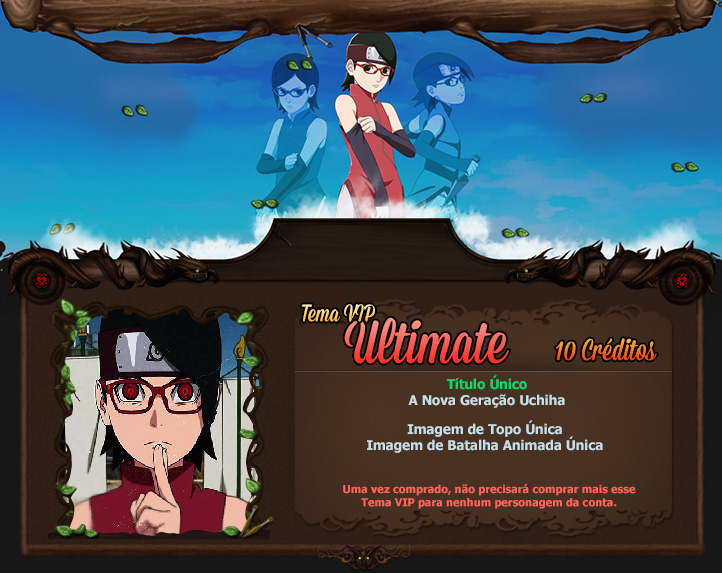 Tema VIP
Ultimate
10 Créditos
Título Único
A Nova Geração Uchiha
Imagem de Topo Única
Imagem de Batalha Animada Única
Uma vez comprado, não precisará comprar mais esse
Tema VIP para nenhum personagem da conta.